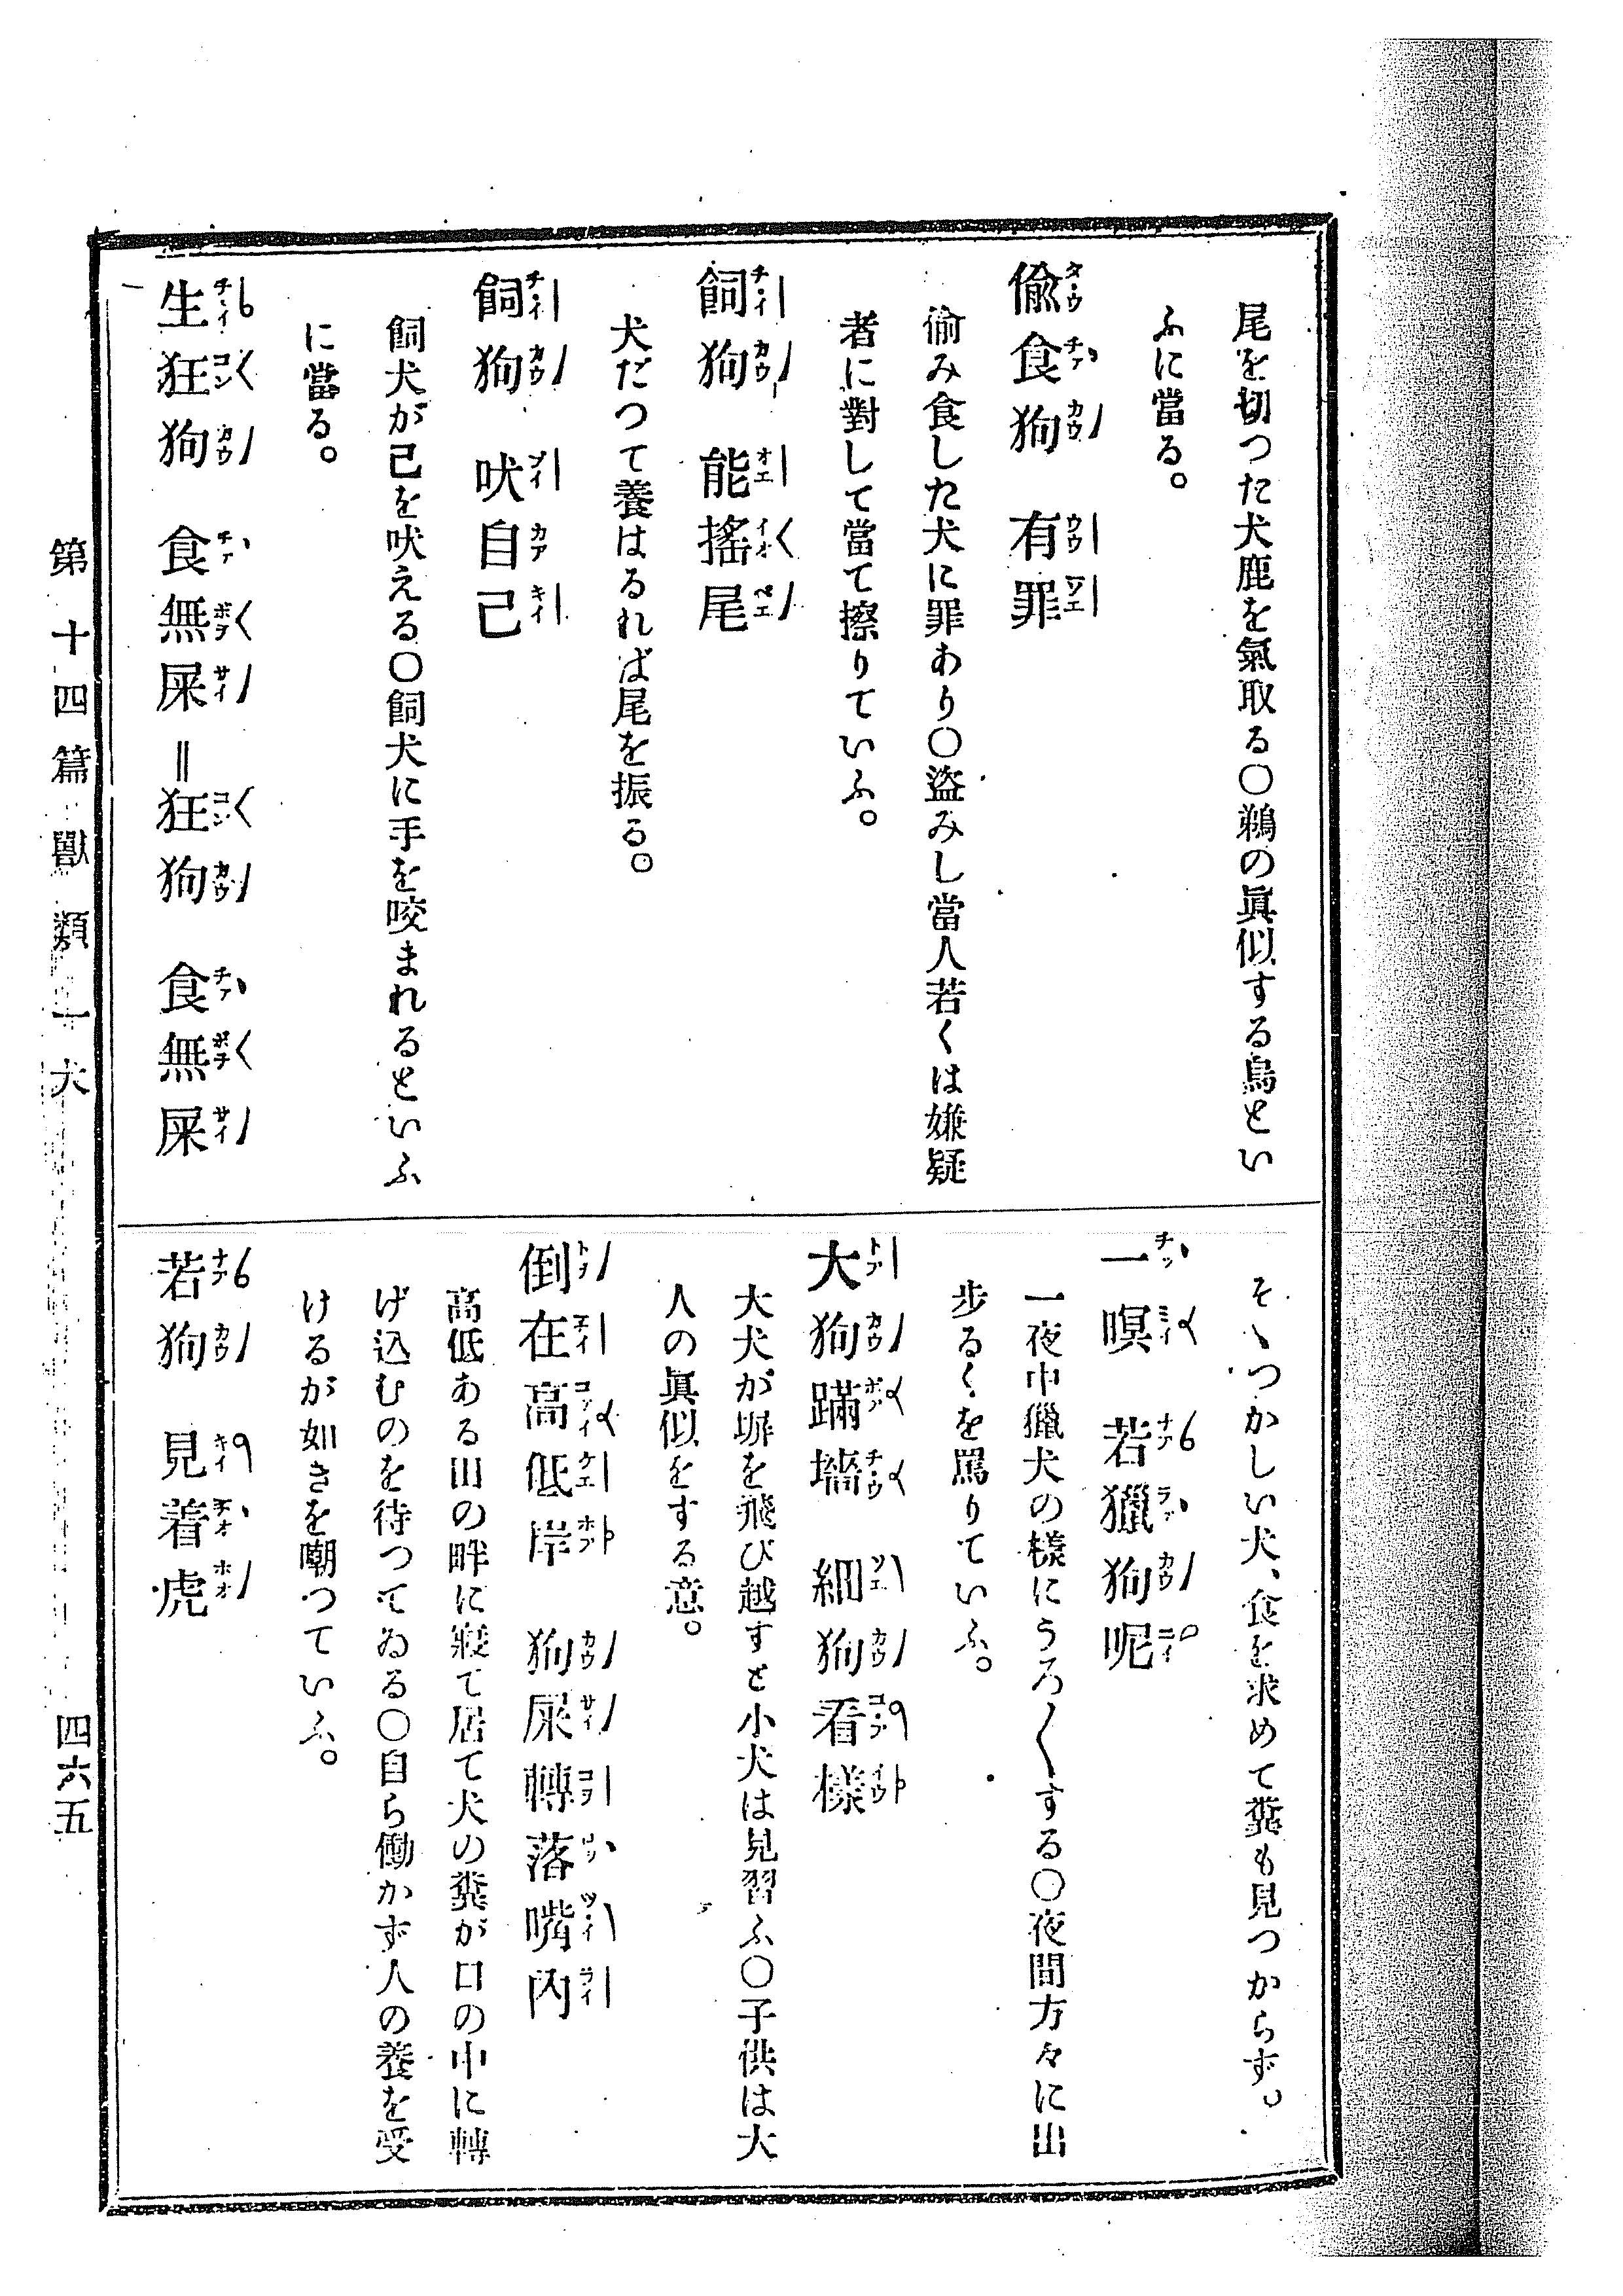 尾を切つた犬鹿を氣取る〇鵜の眞似する烏とい
ふに當る。
偸食狗 有罪
偷み食した犬に罪あり〇盜みし當人若くは嫌疑
者に對して當て擦りていふ。
飼狗 能搖尾
犬だつて養はるれば尾を振る。
飼狗 吠自己
飼犬が己を吠える〇飼犬に手を咬まれるといふ
に當る。
生狂狗 食無屎=狂狗 食無屎
そゝつかしい犬、食を求めて糞も見つからず。
一暝 若獵狗呢
一夜中獵犬の樣にうろ〱する〇夜間方々に出
步るくを罵りていふ。
大狗蹣墻 細狗看樣
大犬が塀を飛び越すと小犬は見習ふ〇子供は大
人の眞似をする意。
倒在高低岸 狗屎轉落嘴內
高低ある田の畔に寢て居て犬の糞が口の中に轉
げ込むのを待つてゐる〇自ら働かず人の養を受
けるが如きを嘲つていふ。
若狗 見着虎
第十四篇 獸類 一犬 四六五